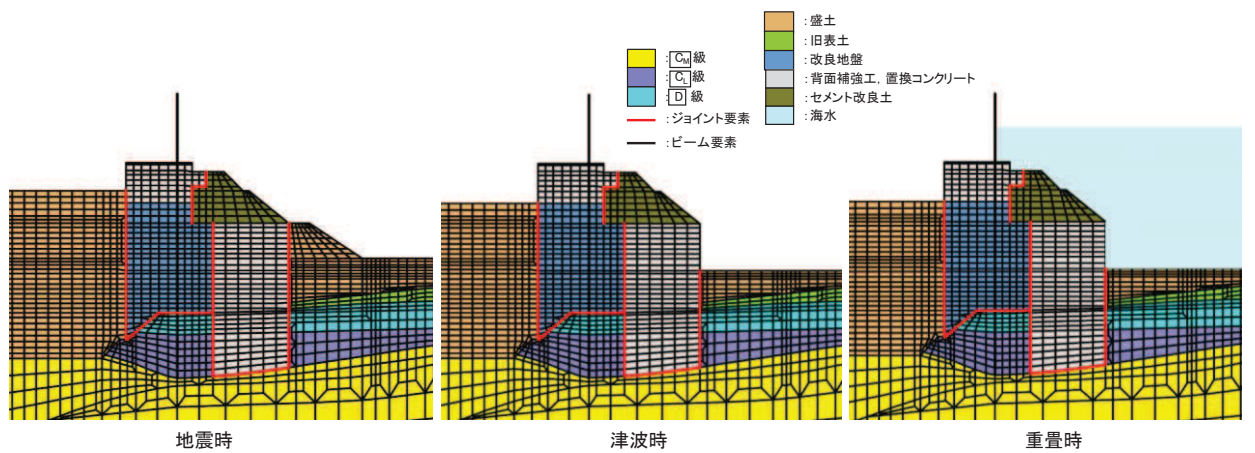 :C_M級
:C_L級
:D級
:ジョイント要素
:ビーム要素
:盛土
:旧表土
:改良地盤
:背面補強工，置換コンクリート
:セメント改良土
:海水
地震時
津波時
重畳時